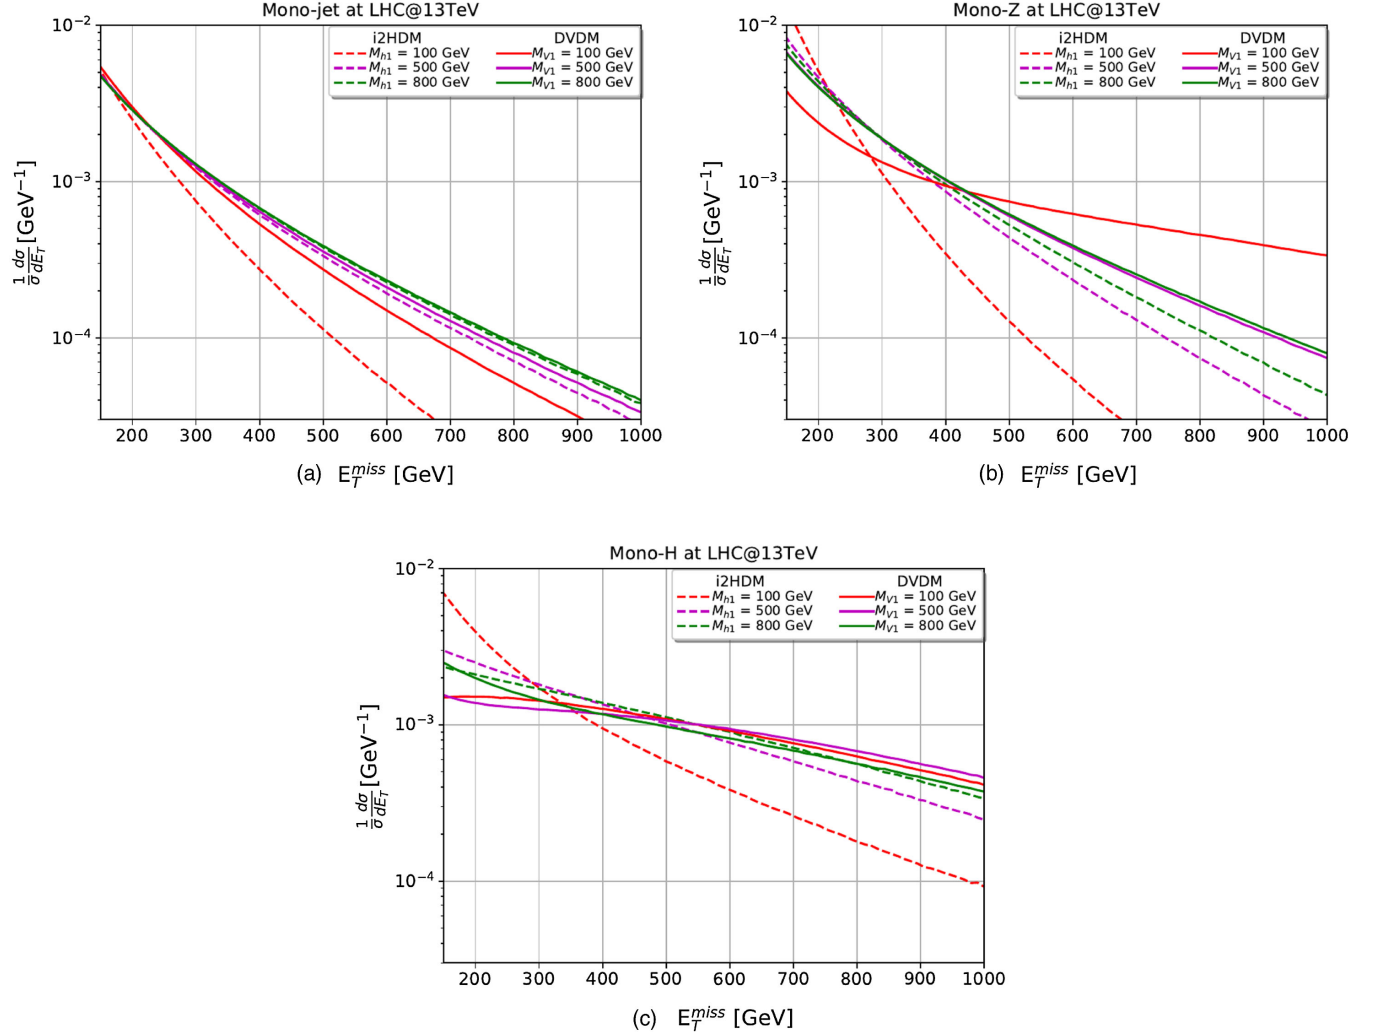 Mono-jet at LHC@13TeV
i2HDM DVDM
M_h1 = 100 GeV M_V1 = 100 GeV
M_h1 = 500 GeV M_V1 = 500 GeV
M_h1 = 800 GeV M_V1 = 800 GeV
10^−2
10^−3
10^−4
1/σ dσ/dE_T [GeV^−1]
200 300 400 500 600 700 800 900 1000
(a) E_T^miss [GeV]
Mono-Z at LHC@13TeV
i2HDM DVDM
M_h1 = 100 GeV M_V1 = 100 GeV
M_h1 = 500 GeV M_V1 = 500 GeV
M_h1 = 800 GeV M_V1 = 800 GeV
10^−2
10^−3
10^−4
1/σ dσ/dE_T [GeV^−1]
200 300 400 500 600 700 800 900 1000
(b) E_T^miss [GeV]
Mono-H at LHC@13TeV
i2HDM DVDM
M_h1 = 100 GeV M_V1 = 100 GeV
M_h1 = 500 GeV M_V1 = 500 GeV
M_h1 = 800 GeV M_V1 = 800 GeV
10^−2
10^−3
10^−4
1/σ dσ/dE_T [GeV^−1]
200 300 400 500 600 700 800 900 1000
(c) E_T^miss [GeV]